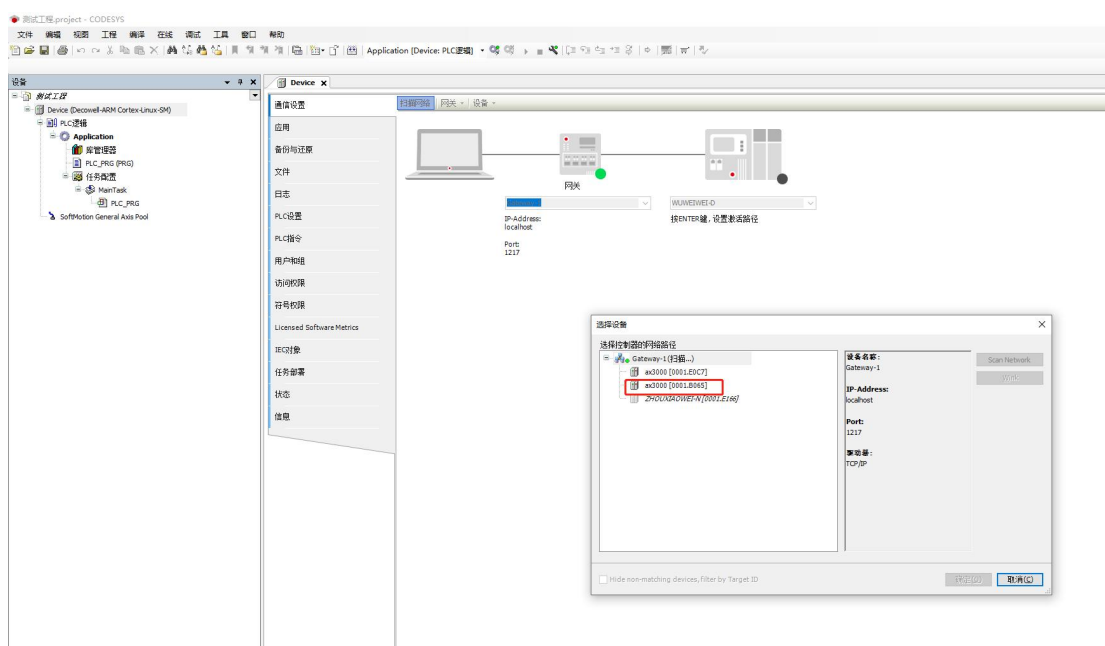 测试工程.project - CODESYS
文件 编辑 视图 工程 编译 在线 调试 工具 窗口 帮助
Application [Device: PLC逻辑]
设备
测试工程
Device (Decowell-ARM Cortex-Linux-SM)
PLC逻辑
Application
库管理器
PLC_PRG (PRG)
任务配置
MainTask
PLC_PRG
SoftMotion General Axis Pool
Device
通信设置
应用
备份与还原
文件
日志
PLC设置
PLC指令
用户和组
访问权限
符号权限
Licensed Software Metrics
IEC对象
任务部署
状态
信息
扫描网络 网关 设备
网关
IP-Address:
localhost
Port:
1217
WUWEIWEI-D
按ENTER键, 设置激活路径
选择设备
选择控制器的网络路径
Gateway-1(扫描...)
ax3000 [0001.E0C7]
ax3000 [0001.B065]
ZHOUXIAOWEI-N [0001.E166]
设备名称:
Gateway-1
IP-Address:
localhost
Port:
1217
驱动器:
TCP/IP
Scan Network
Wink
Hide non-matching devices, filter by Target ID
取消(C)